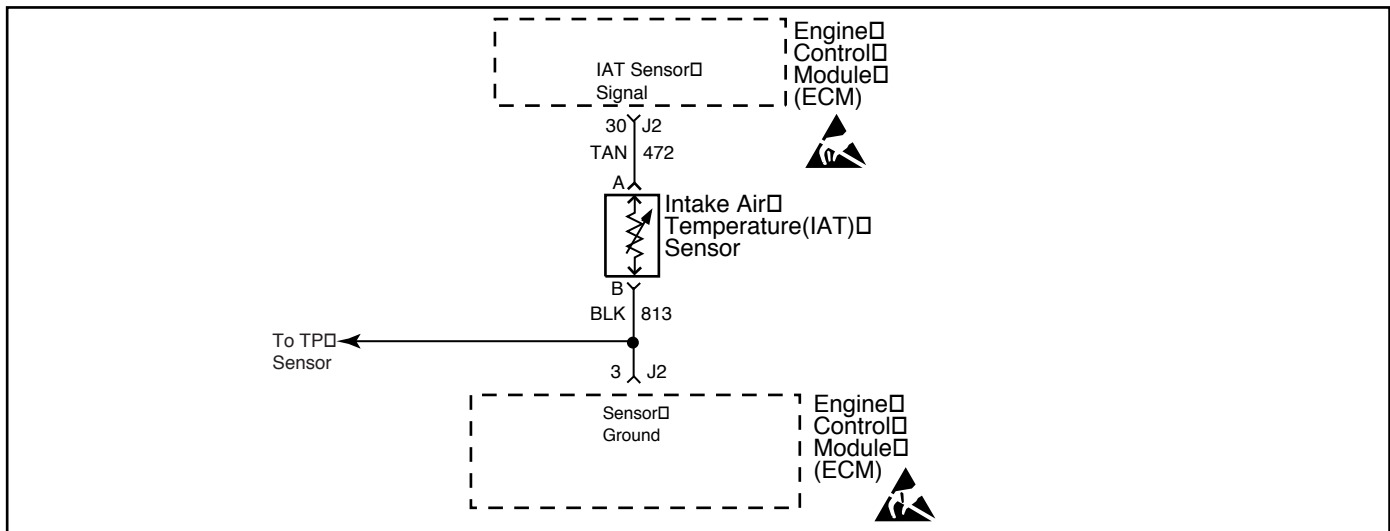 Engine□
Control□
Module□
(ECM)
IAT Sensor□
Signal
30 J2
TAN 472
A
Intake Air□
Temperature(IAT)□
Sensor
B
BLK 813
To TP□
Sensor
3 J2
Sensor□
Ground
Engine□
Control□
Module□
(ECM)